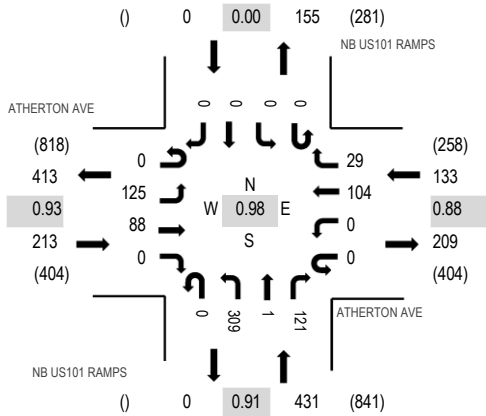 () 0 0.00 155 (281)
NB US101 RAMPS
ATHERTON AVE
0 0 0 0
(818) (258)
0 29
413 133
125 N 104
0.93 W 0.98 E 0.88
88 S 0
213 209
0 0
(404) (404)
0 309 1 121
ATHERTON AVE
NB US101 RAMPS
() 0 0.91 431 (841)